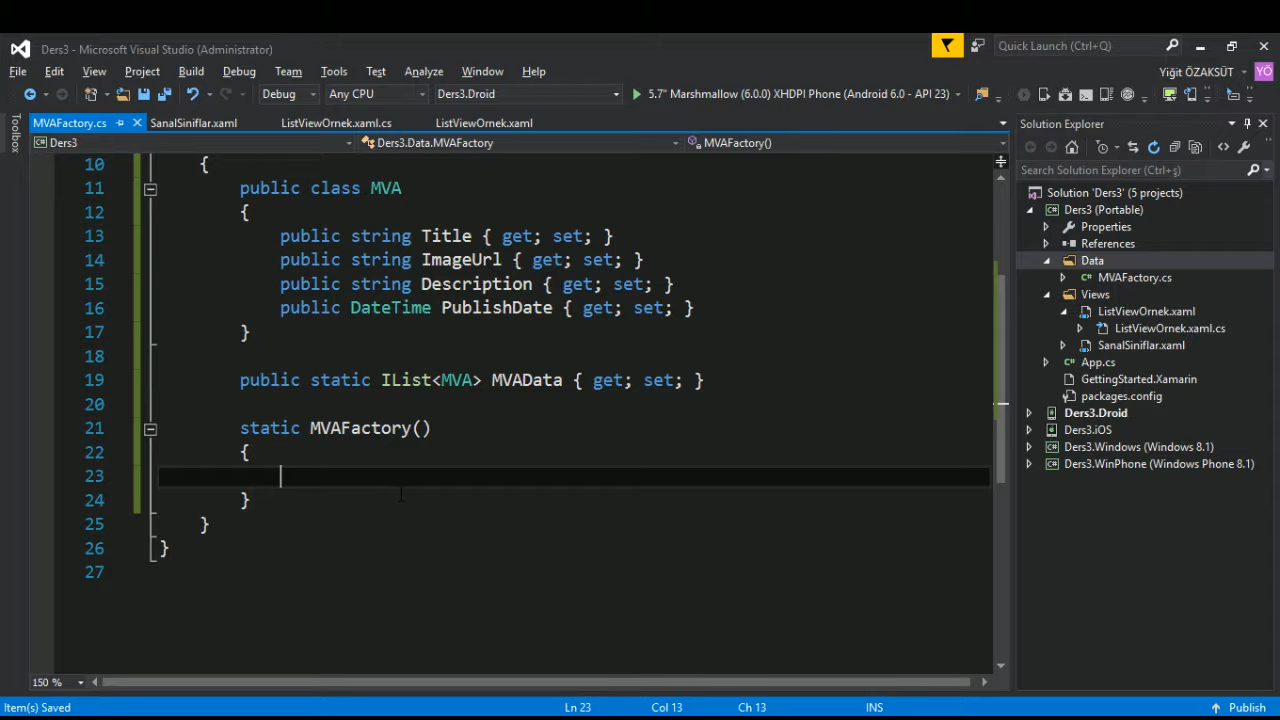 Ders3 - Microsoft Visual Studio (Administrator)
Quick Launch (Ctrl+Q)
File Edit View Project Build Debug Team Tools Test Analyze Window Help
Yiğit ÖZAKSÜT
YÖ
Debug
Any CPU
Ders3.Droid
5.7" Marshmallow (6.0.0) XHDPI Phone (Android 6.0 - API 23)
Toolbox
MVAFactory.cs
SanalSiniflar.xaml
ListViewOrnek.xaml.cs
ListViewOrnek.xaml
Ders3
Ders3.Data.MVAFactory
MVAFactory()
10 {
11 public class MVA
12 {
13 public string Title { get; set; }
14 public string ImageUrl { get; set; }
15 public string Description { get; set; }
16 public DateTime PublishDate { get; set; }
17 }
18
19 public static IList<MVA> MVAData { get; set; }
20
21 static MVAFactory()
22 {
23
24 }
25 }
26 }
27
150 %
Solution Explorer
Search Solution Explorer (Ctrl+ş)
Solution 'Ders3' (5 projects)
Ders3 (Portable)
Properties
References
Data
MVAFactory.cs
Views
ListViewOrnek.xaml
ListViewOrnek.xaml.cs
SanalSiniflar.xaml
App.cs
GettingStarted.Xamarin
packages.config
Ders3.Droid
Ders3.iOS
Ders3.Windows (Windows 8.1)
Ders3.WinPhone (Windows Phone 8.1)
Item(s) Saved
Ln 23
Col 13
Ch 13
INS
Publish